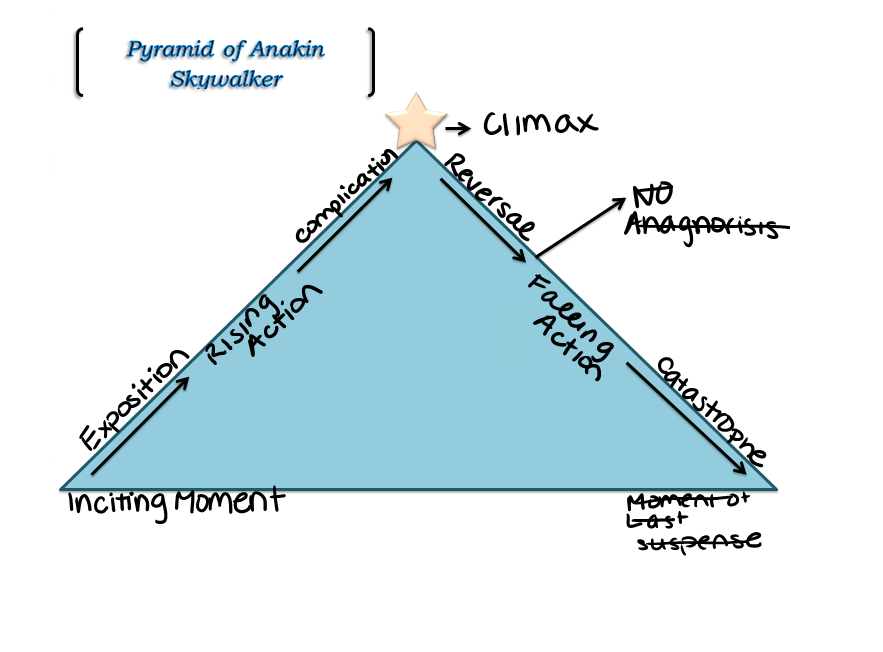 Pyramid of Anakin
Skywalker
Climax
complication
Reversal
NO
Anagnorisis
Rising
Action
Falling
Action
Exposition
Catastrophe
Inciting Moment
Moment of
Last
suspense